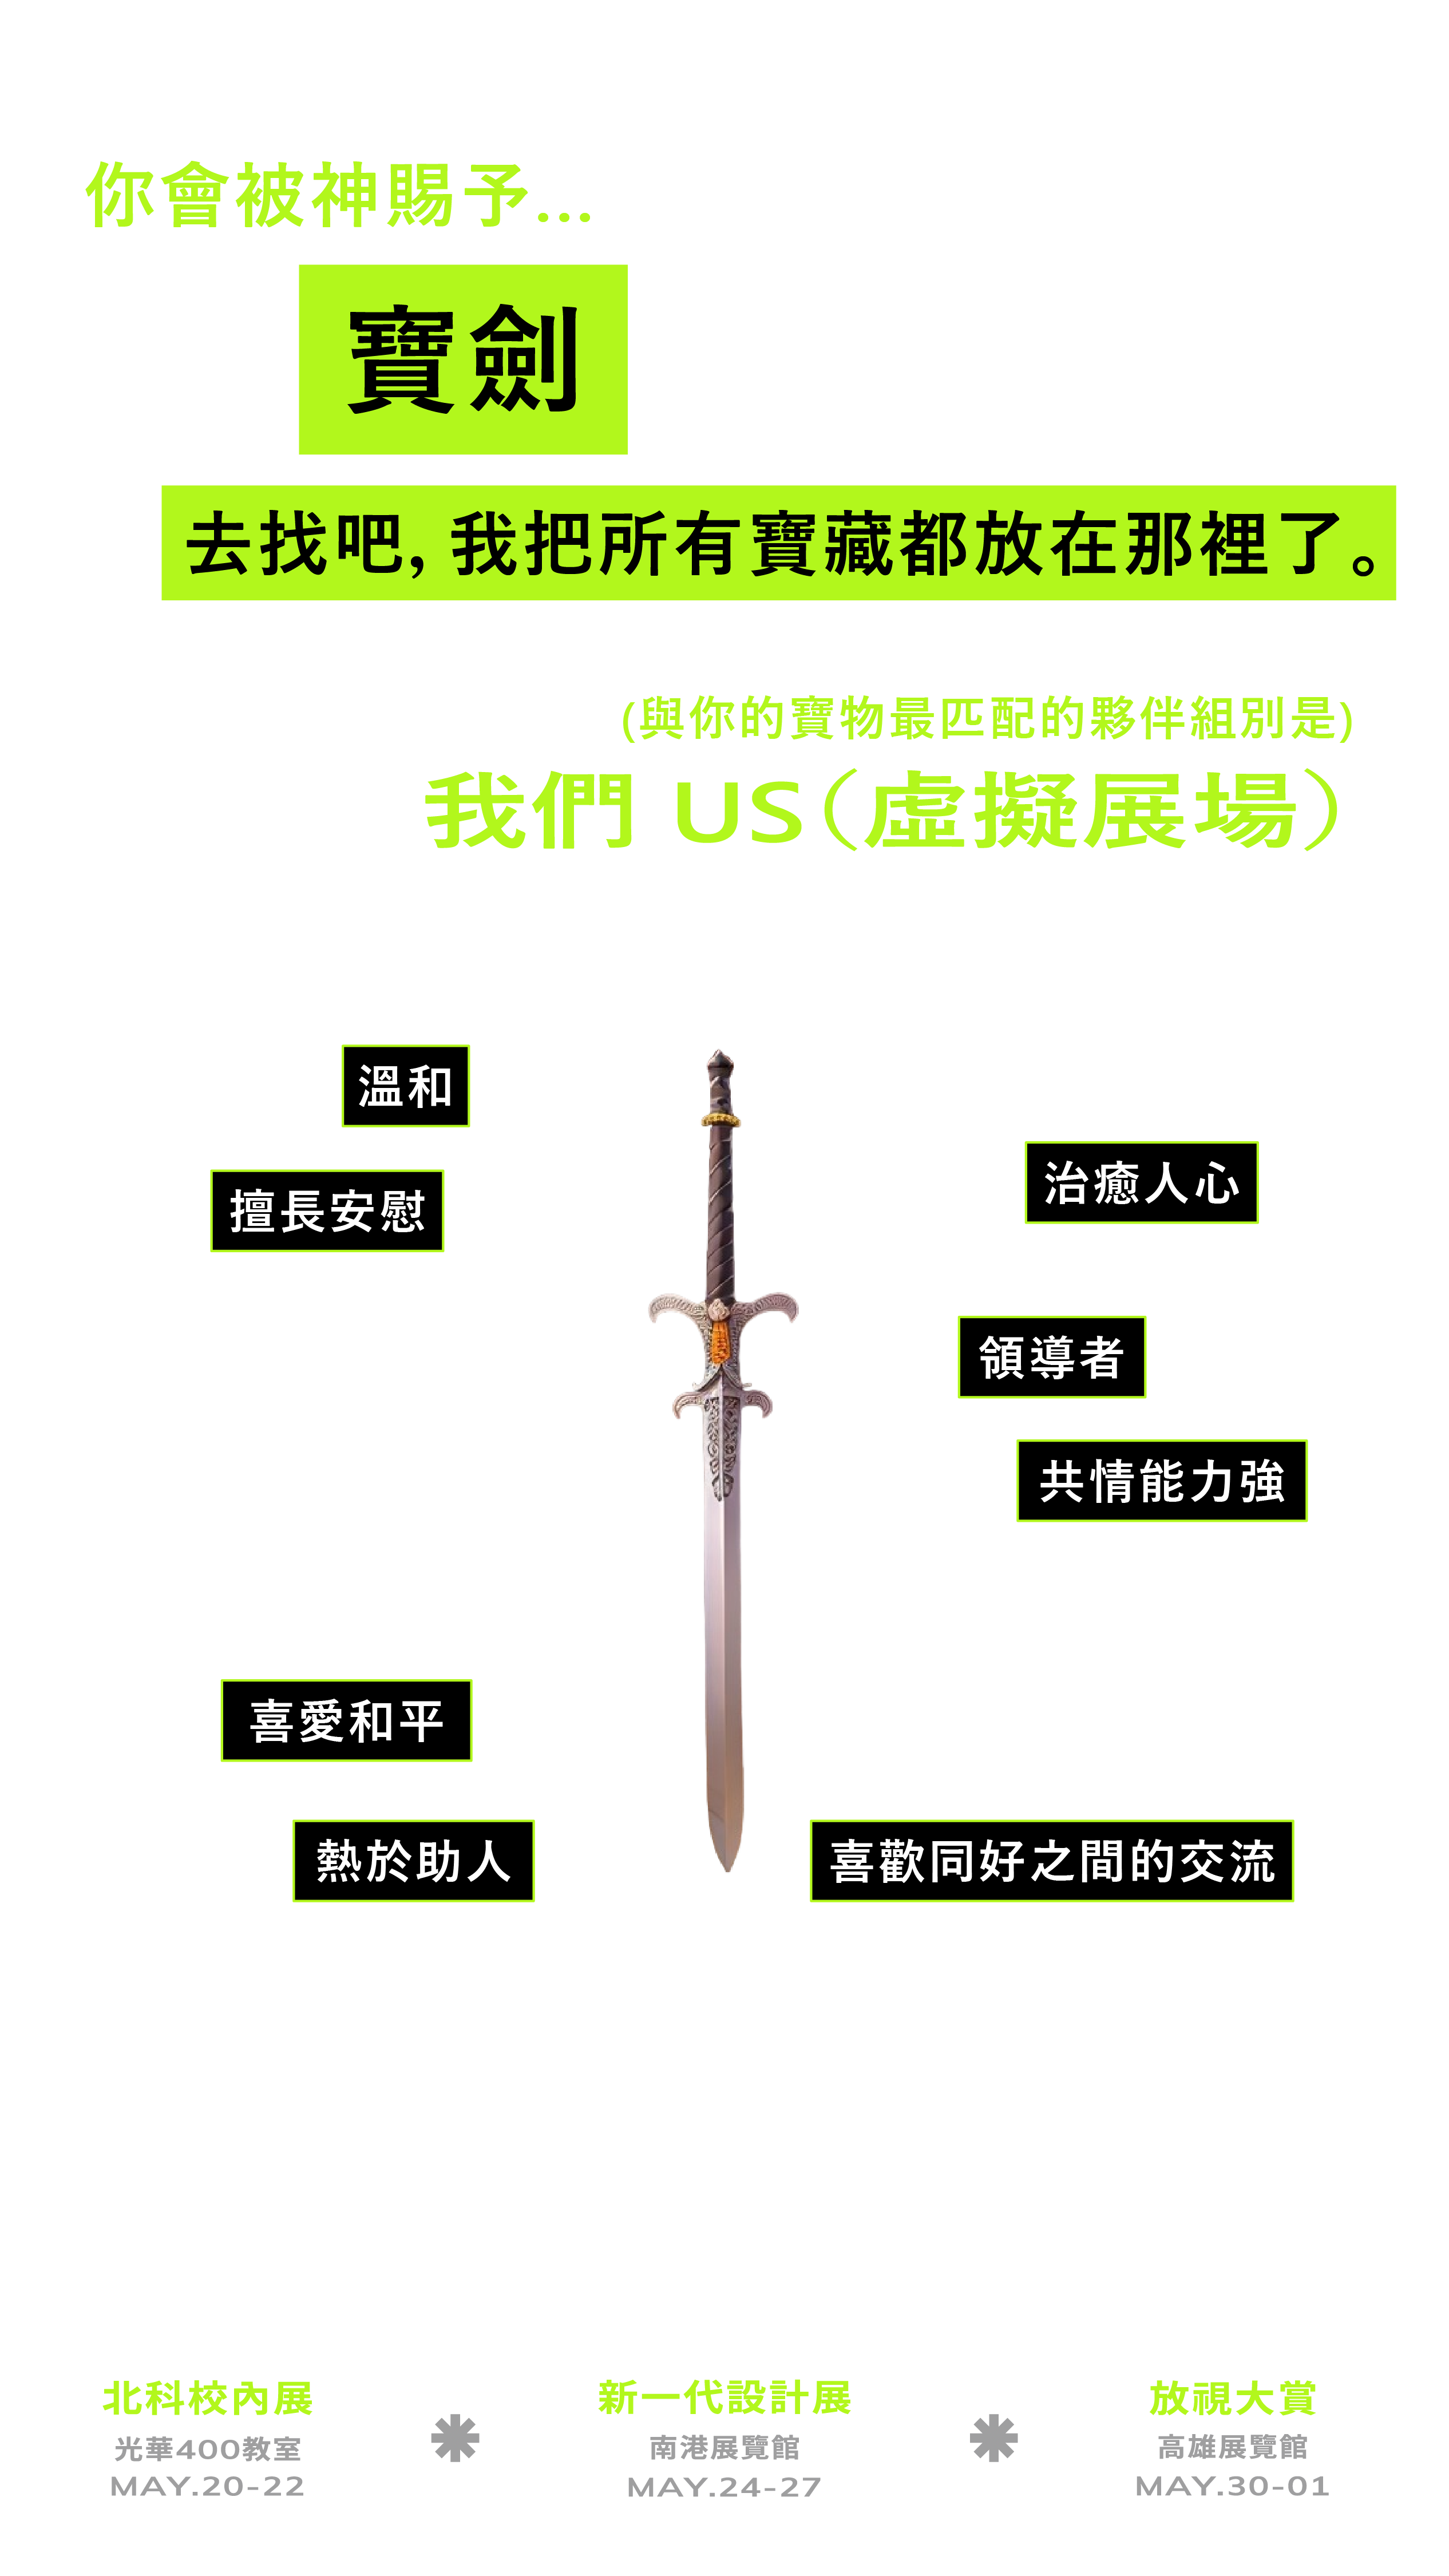 你會被神賜予...
寶劍
去找吧, 我把所有寶藏都放在那裡了。
(與你的寶物最匹配的夥伴組別是)
我們 US(虛擬展場)
溫和
治癒人心
擅長安慰
領導者
共情能力強
喜愛和平
熱於助人
喜歡同好之間的交流
北科校內展
光華400教室
MAY.20-22
新一代設計展
南港展覽館
MAY.24-27
放視大賞
高雄展覽館
MAY.30-01